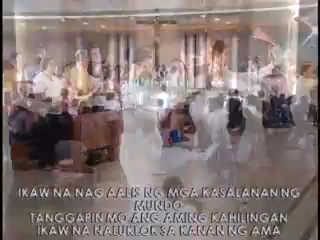 IKAW NA NAG AALIS NG MGA KASALANAN NG
MUNDO
TANGGAPIN MO ANG AMING KAHILINGAN
IKAW NA NALUKLOK SA KANAN NG AMA